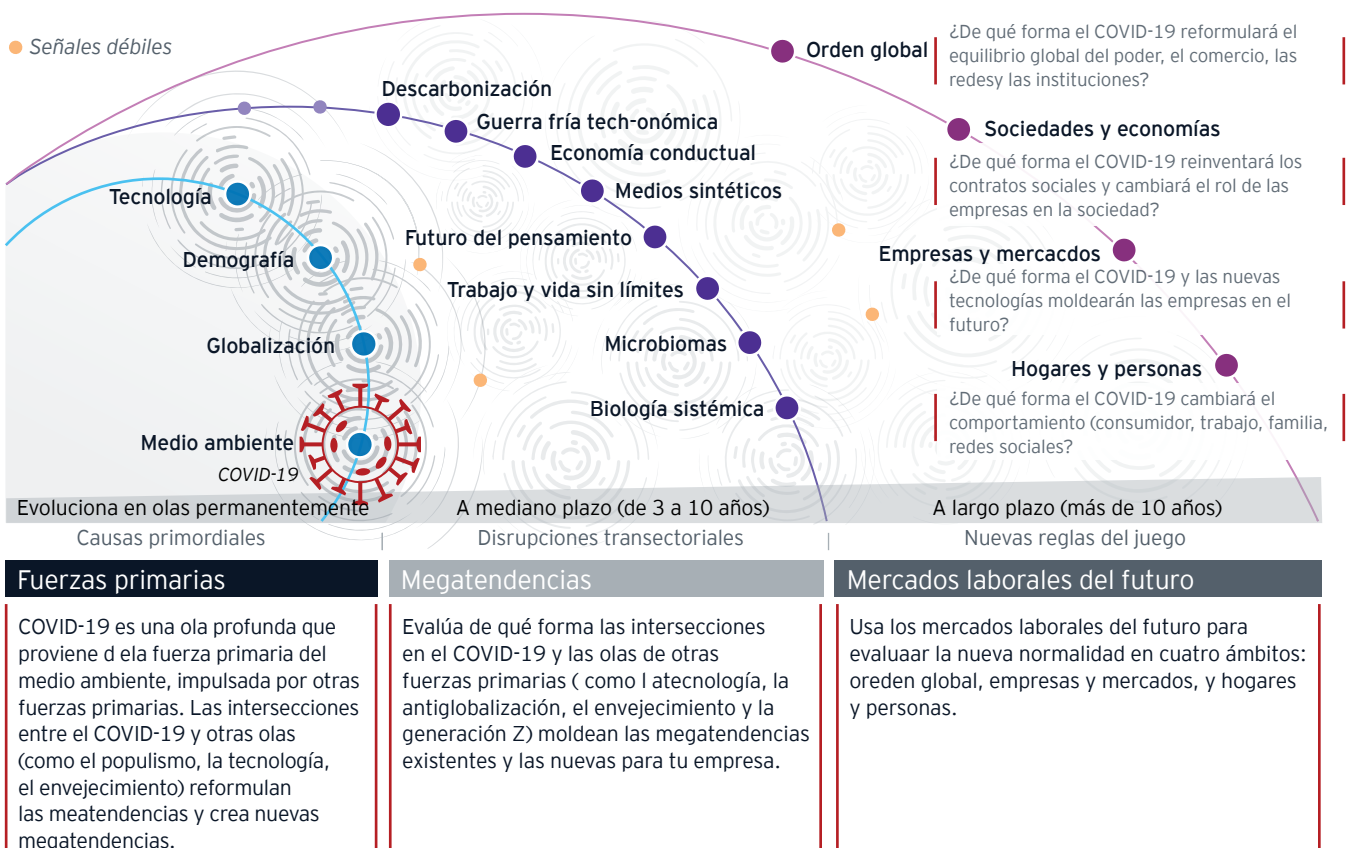 Señales débiles
Orden global
¿De qué forma el COVID-19 reformulará el
equilibrio global del poder, el comercio, las
redesy las instituciones?
Descarbonización
Guerra fría tech-onómica
Economía conductual
Medios sintéticos
Futuro del pensamiento
Trabajo y vida sin límites
Microbiomas
Biología sistémica
Sociedades y economías
¿De qué forma el COVID-19 reinventará los
contratos sociales y cambiará el rol de las
empresas en la sociedad?
Empresas y mercacdos
¿De qué forma el COVID-19 y las nuevas
tecnologías moldearán las empresas en el
futuro?
Hogares y personas
¿De qué forma el COVID-19 cambiará el
comportamiento (consumidor, trabajo, familia,
redes sociales?
Tecnología
Demografía
Globalización
Medio ambiente
COVID-19
Evoluciona en olas permanentemente
A mediano plazo (de 3 a 10 años)
A largo plazo (más de 10 años)
Causas primordiales
Disrupciones transectoriales
Nuevas reglas del juego
Fuerzas primarias
COVID-19 es una ola profunda que
proviene d ela fuerza primaria del
medio ambiente, impulsada por otras
fuerzas primarias. Las intersecciones
entre el COVID-19 y otras olas
(como el populismo, la tecnología,
el envejecimiento) reformulan
las meatendencias y crea nuevas
megatendencias.
Megatendencias
Evalúa de qué forma las intersecciones
en el COVID-19 y las olas de otras
fuerzas primarias ( como l atecnología, la
antiglobalización, el envejecimiento y la
generación Z) moldean las megatendencias
existentes y las nuevas para tu empresa.
Mercados laborales del futuro
Usa los mercados laborales del futuro para
evaluaar la nueva normalidad en cuatro ámbitos:
oreden global, empresas y mercados, y hogares
y personas.